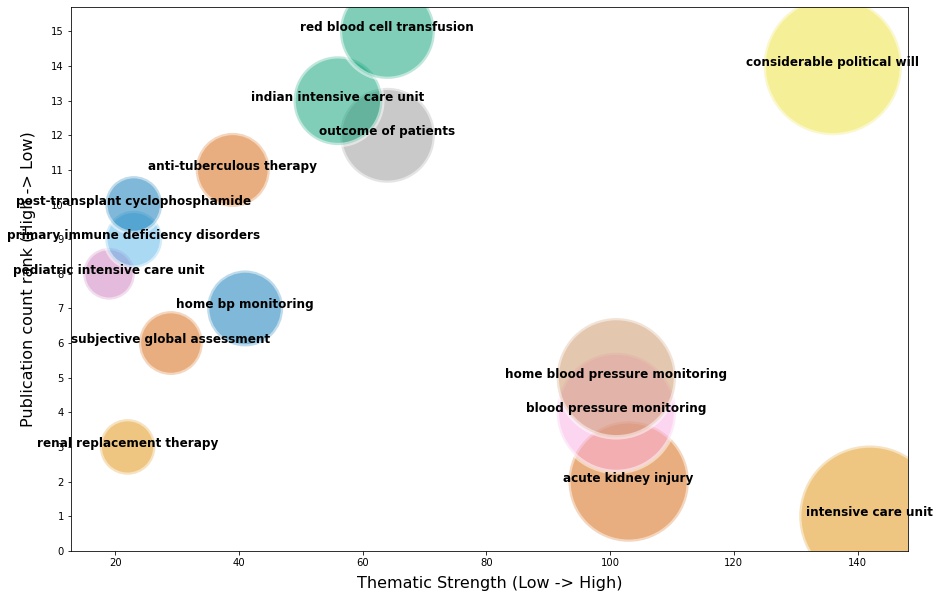 red blood cell transfusion
considerable political will
indian intensive care unit
outcome of patients
anti-tuberculous therapy
post-transplant cyclophosphamide
primary immune deficiency disorders
pediatric intensive care unit
home bp monitoring
subjective global assessment
home blood pressure monitoring
blood pressure monitoring
renal replacement therapy
acute kidney injury
intensive care unit
Publication count rank (High -> Low)
15
14
13
12
11
10
9
8
7
6
5
4
3
2
1
0
20
40
60
80
100
120
140
Thematic Strength (Low -> High)